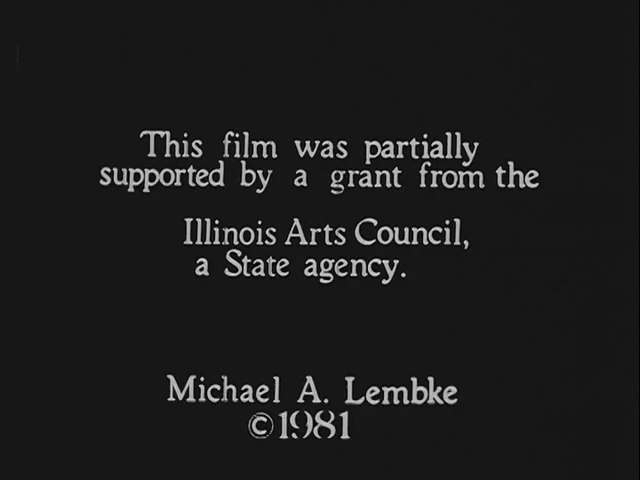 This film was partially
supported by a grant from the
Illinois Arts Council,
a State agency.
Michael A. Lembke
©1981